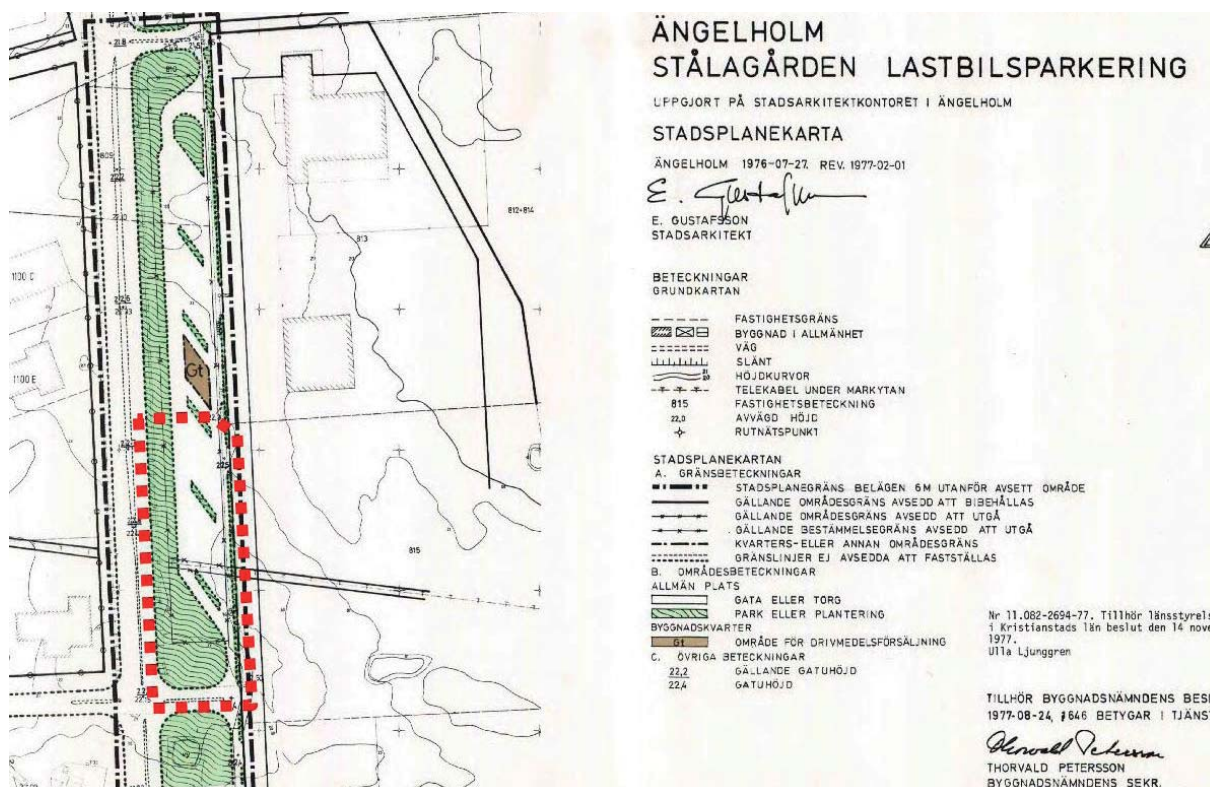 ÄNGELHOLM
STÅLAGÅRDEN LASTBILSPARKERING
UPPGJORT PÅ STADSARKITEKTKONTORET I ÄNGELHOLM
STADSPLANEKARTA
ÄNGELHOLM 1976-07-27. REV. 1977-02-01
E. GUSTAFSSON
STADSARKITEKT
BETECKNINGAR
GRUNDKARTAN
FASTIGHETSGRÄNS
BYGGNAD I ALLMÄNHET
VÄG
SLÄNT
21
20
HÖJDKURVOR
TELEKABEL UNDER MARKYTAN
815 FASTIGHETSBETECKNING
22,0 AVVÄGD HÖJD
RUTNÄTSPUNKT
STADSPLANEKARTAN
A. GRÄNSBETECKNINGAR
STADSPLANEGRÄNS BELÄGEN 6M UTANFÖR AVSETT OMRÅDE
GÄLLANDE OMRÅDESGRÄNS AVSEDD ATT BIBEHÅLLAS
GÄLLANDE OMRÅDESGRÄNS AVSEDD ATT UTGÅ
GÄLLANDE BESTÄMMELSEGRÄNS AVSEDD ATT UTGÅ
KVARTERS-ELLER ANNAN OMRÅDESGRÄNS
GRÄNSLINJER EJ AVSEDDA ATT FASTSTÄLLAS
B. OMRÅDESBETECKNINGAR
ALLMÄN PLATS
GATA ELLER TORG
PARK ELLER PLANTERING
BYGGNADSKVARTER
Gt OMRÅDE FÖR DRIVMEDELSFÖRSÄLJNING
C. ÖVRIGA BETECKNINGAR
22,2 GÄLLANDE GATUHÖJD
22,4 GATUHÖJD
Nr 11.082-2694-77. Tillhör länsstyrels
i Kristianstads län beslut den 14 nove
1977.
Ulla Ljunggren
TILLHÖR BYGGNADSNÄMNDENS BESL
1977-08-24, §646 BETYGAR I TJÄNST
THORVALD PETERSSON
BYGGNADSNÄMNDENS SEKR.
812+814
813
1100 E
Gt
815